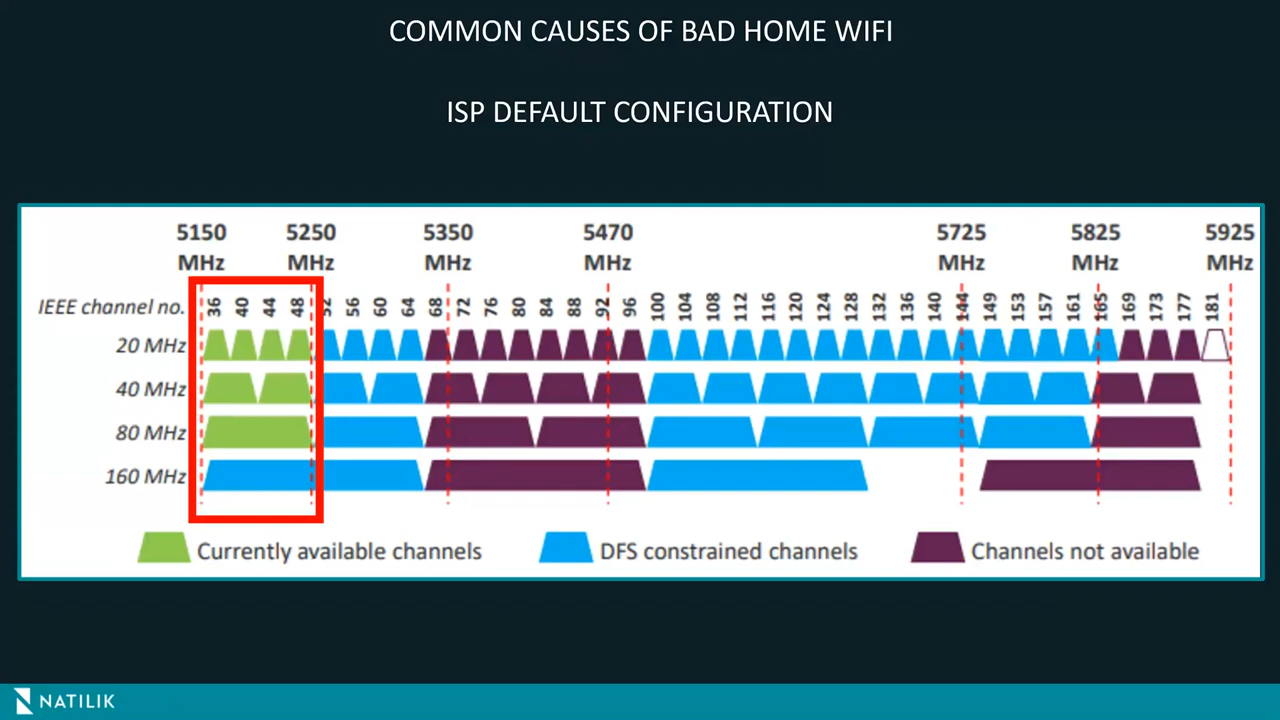 COMMON CAUSES OF BAD HOME WIFI
ISP DEFAULT CONFIGURATION
5150 MHz 5250 MHz 5350 MHz 5470 MHz 5725 MHz 5825 MHz 5925 MHz
IEEE channel no. 36 40 44 48 52 56 60 64 68 72 76 80 84 88 92 96 100 104 108 112 116 120 124 128 132 136 140 144 149 153 157 161 165 169 173 177 181
20 MHz
40 MHz
80 MHz
160 MHz
Currently available channels DFS constrained channels Channels not available
NATILIK